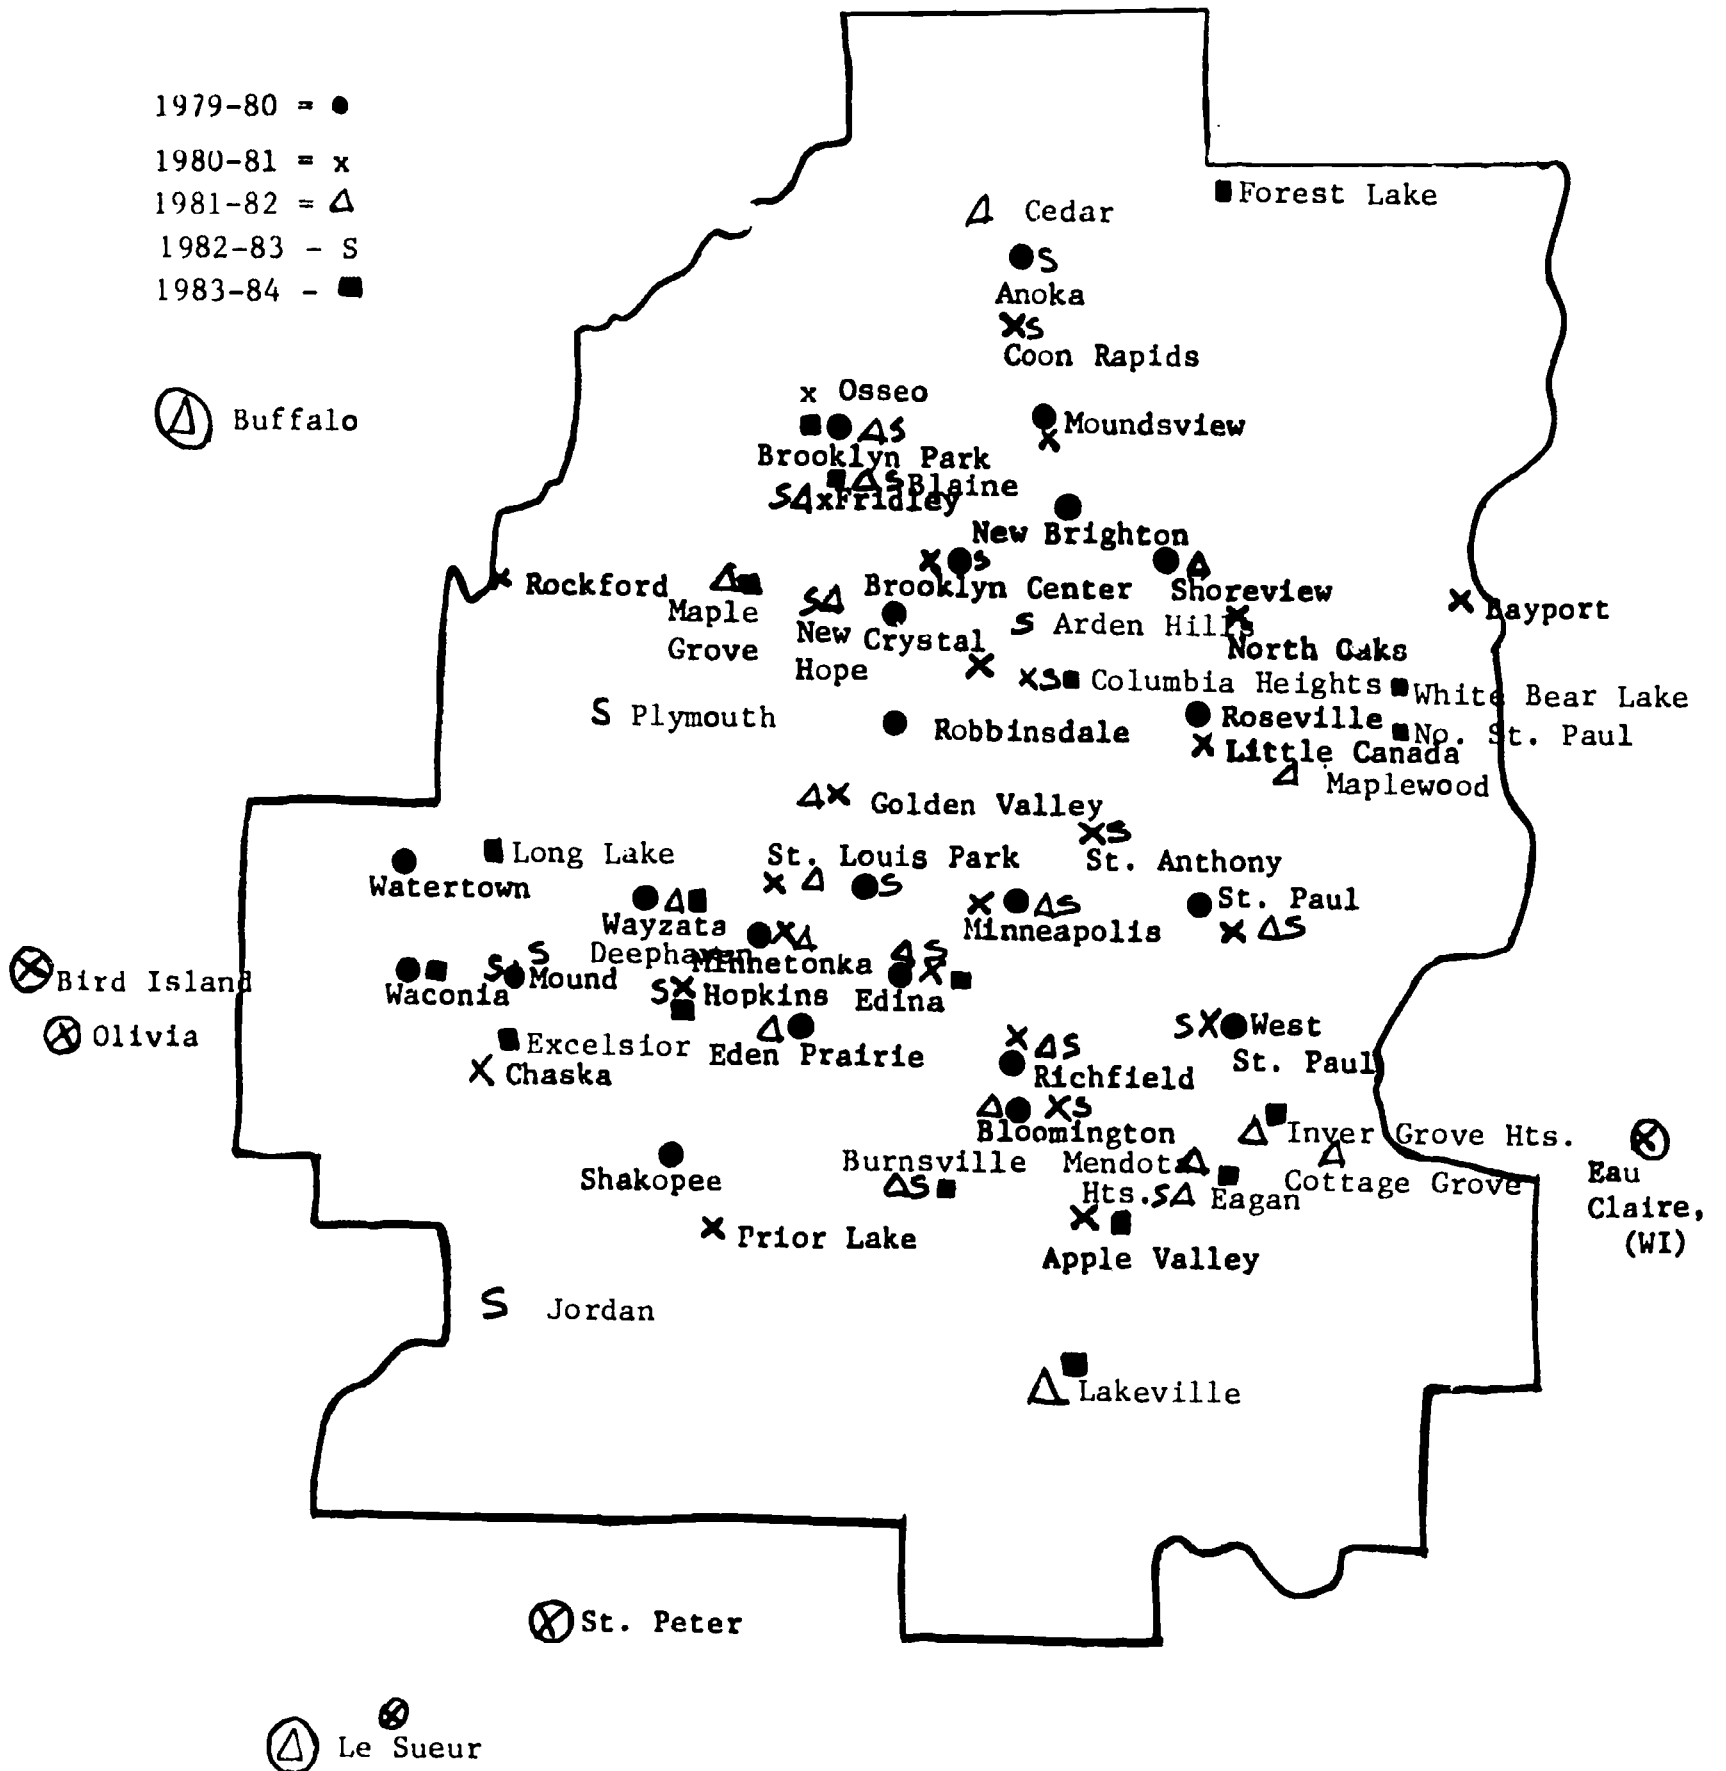 1979-80 = ●
1980-81 = x
1981-82 = Δ
1982-83 - S
1983-84 - ■
■ Forest Lake
Δ Cedar
● S
Anoka
X S
Coon Rapids
x Osseo
■ ● Δ S
Brooklyn Park
● Moundsview
X
Δ Buffalo
■ Δ S Blaine
S Δ x Fridley
●
New Brighton
X ● S
Brooklyn Center
● Δ
Shoreview
x Rockford
Δ ■
Maple
Grove
S Δ
New
Hope
●
Crystal
X
S Arden Hills
X
North Oaks
X Bayport
X S ■ Columbia Heights
■ White Bear Lake
S Plymouth
● Robbinsdale
● Roseville
■ No. St. Paul
X Little Canada
Δ Maplewood
Δ X Golden Valley
X S
St. Anthony
■ Long Lake
●
Watertown
St. Louis Park
X Δ ● S
● Δ ■
Wayzata
X ● Δ S
Minneapolis
● St. Paul
X Δ S
Deephaven
● X Δ
Minnetonka
Δ S
● X ■
Edina
X Bird Island
● ■
Waconia
S S
● Mound
S X Hopkins
■
X Olivia
■ Excelsior
Δ ●
Eden Prairie
X Chaska
X Δ S
●
Richfield
S X ● West
St. Paul
Δ ● X S
Bloomington
Δ ■ Inver Grove Hts.
X
Eau
Claire,
(WI)
●
Shakopee
Burnsville
Δ S ■
Mendota Δ
Hts.
S Δ ■ Eagan
Δ
Cottage Grove
X Prior Lake
X ■
Apple Valley
S Jordan
■
Δ Lakeville
X St. Peter
X
Δ Le Sueur